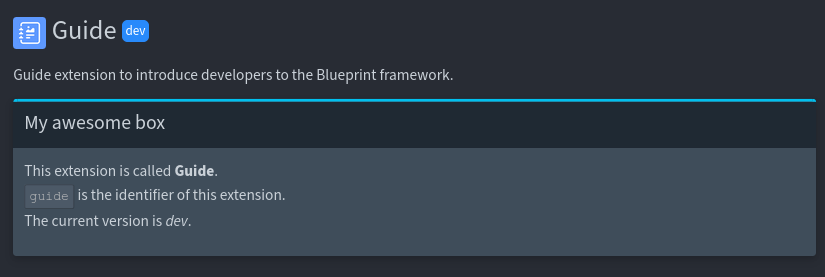 Guide dev
Guide extension to introduce developers to the Blueprint framework.
My awesome box
This extension is called Guide.
guide is the identifier of this extension.
The current version is dev.